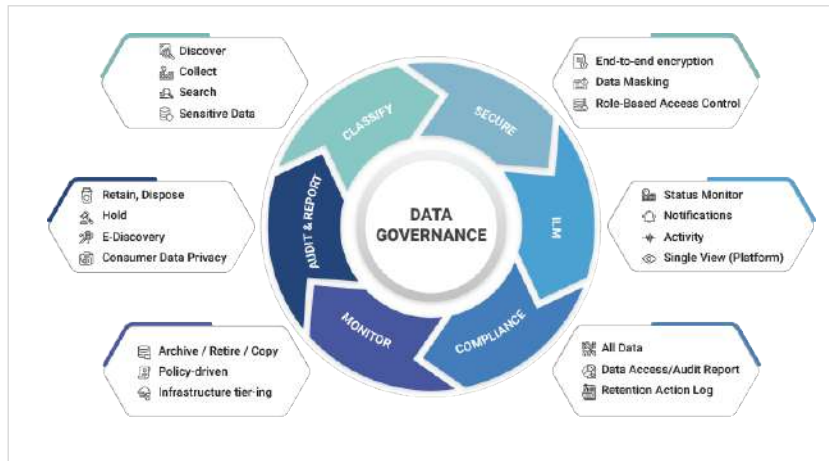 Discover
Collect
Search
Sensitive Data
End-to-end encryption
Data Masking
Role-Based Access Control
CLASSIFY
SECURE
Retain, Dispose
Hold
E-Discovery
Consumer Data Privacy
AUDIT & REPORT
DATA
GOVERNANCE
ILM
Status Monitor
Notifications
Activity
Single View (Platform)
MONITOR
COMPLIANCE
Archive / Retire / Copy
Policy-driven
Infrastructure tier-ing
All Data
Data Access/Audit Report
Retention Action Log